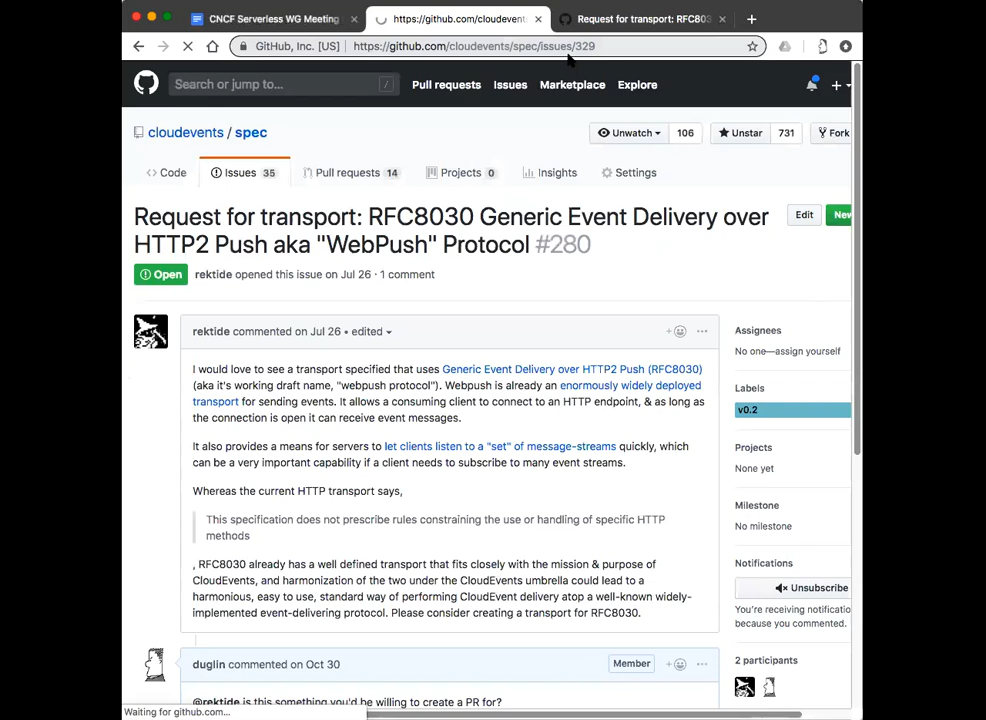 CNCF Serverless WG Meeting
https://github.com/cloudevents
Request for transport: RFC803
GitHub, Inc. [US] | https://github.com/cloudevents/spec/issues/329
Search or jump to... /
Pull requests Issues Marketplace Explore
cloudevents / spec
Unwatch 106 Unstar 731 Fork
Code Issues 35 Pull requests 14 Projects 0 Insights Settings
Request for transport: RFC8030 Generic Event Delivery over
HTTP2 Push aka "WebPush" Protocol #280
Edit New
Open rektide opened this issue on Jul 26 · 1 comment
rektide commented on Jul 26 • edited
I would love to see a transport specified that uses Generic Event Delivery over HTTP2 Push (RFC8030)
(aka it's working draft name, "webpush protocol"). Webpush is already an enormously widely deployed
transport for sending events. It allows a consuming client to connect to an HTTP endpoint, & as long as
the connection is open it can receive event messages.
It also provides a means for servers to let clients listen to a "set" of message-streams quickly, which
can be a very important capability if a client needs to subscribe to many event streams.
Whereas the current HTTP transport says,
This specification does not prescribe rules constraining the use or handling of specific HTTP
methods
, RFC8030 already has a well defined transport that fits closely with the mission & purpose of
CloudEvents, and harmonization of the two under the CloudEvents umbrella could lead to a
harmonious, easy to use, standard way of performing CloudEvent delivery atop a well-known widely-
implemented event-delivering protocol. Please consider creating a transport for RFC8030.
Assignees
No one—assign yourself
Labels
v0.2
Projects
None yet
Milestone
No milestone
Notifications
Unsubscribe
You're receiving notificatio
because you commented.
2 participants
duglin commented on Oct 30
Member
@rektide is this something you'd be willing to create a PR for?
Waiting for github.com...